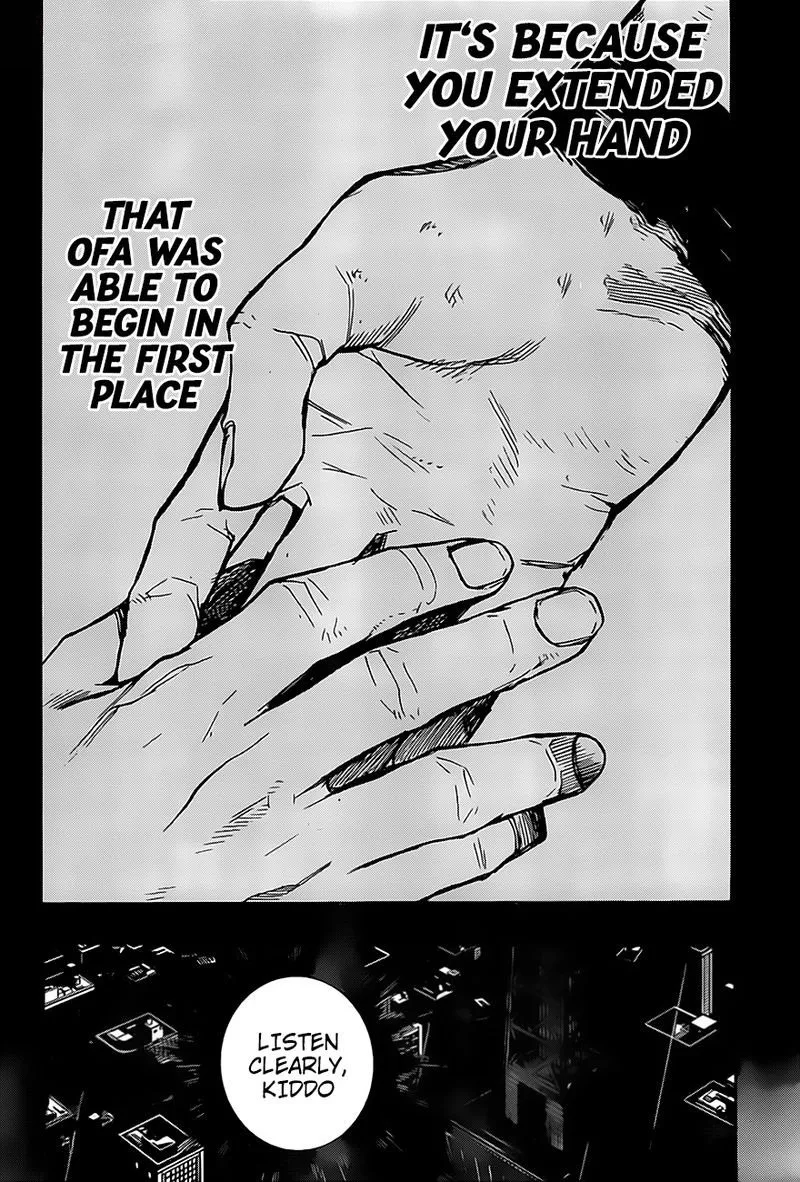 IT'S BECAUSE
YOU EXTENDED
YOUR HAND
THAT
OFA WAS
ABLE TO
BEGIN IN
THE FIRST
PLACE
LISTEN
CLEARLY,
KIDDO